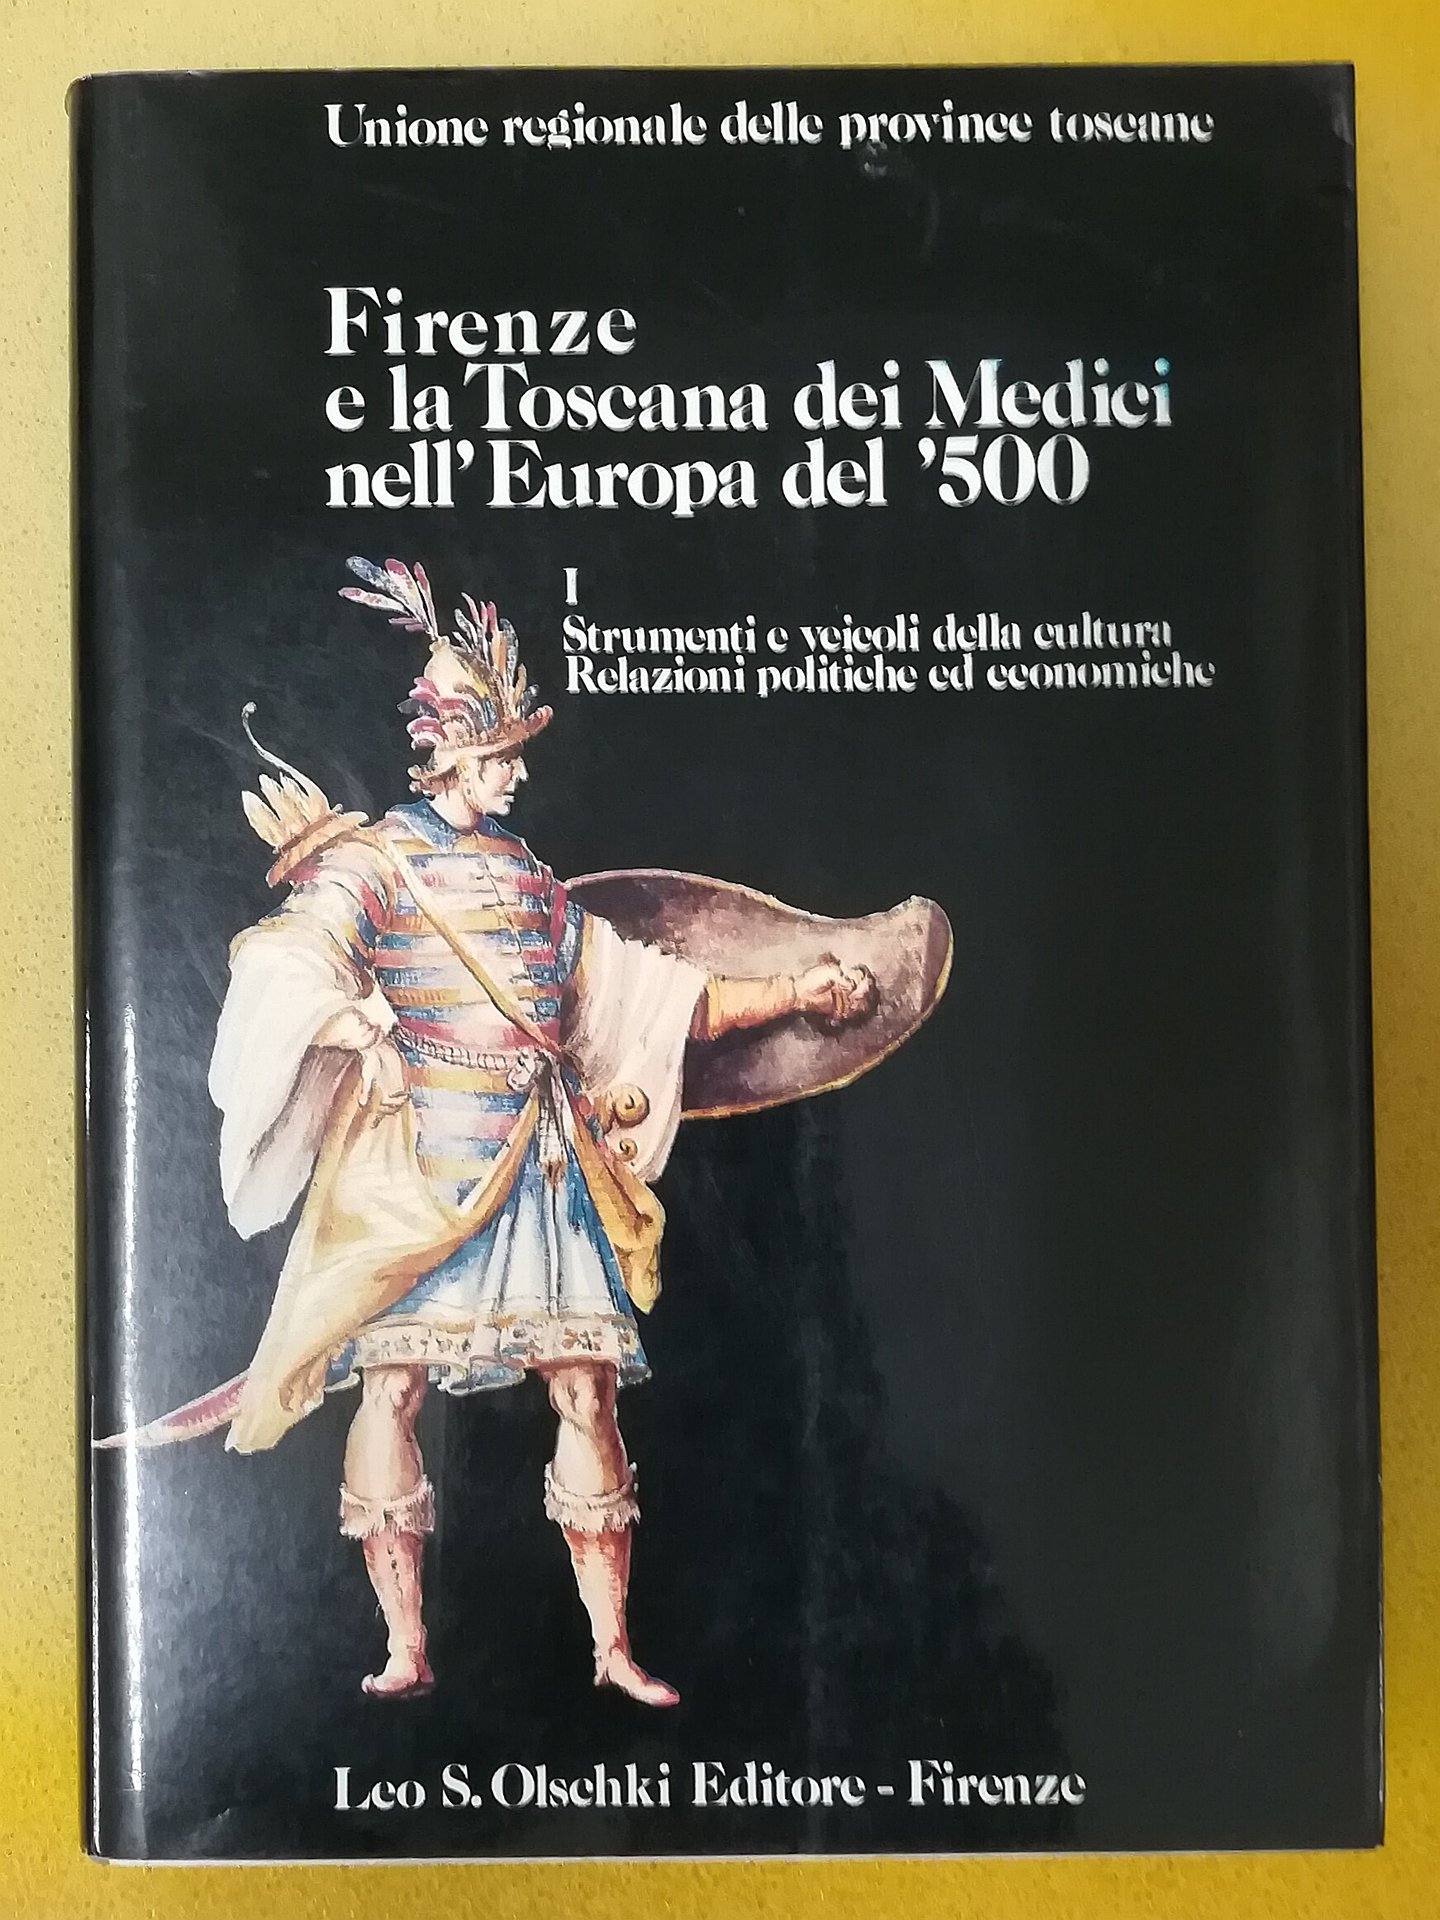 Unione regionale delle province toscane
Firenze
e la Toscana dei Medici
nell'Europa del '500
I
Strumenti e veicoli della cultura
Relazioni politiche ed economiche
Leo S. Olschki Editore - Firenze